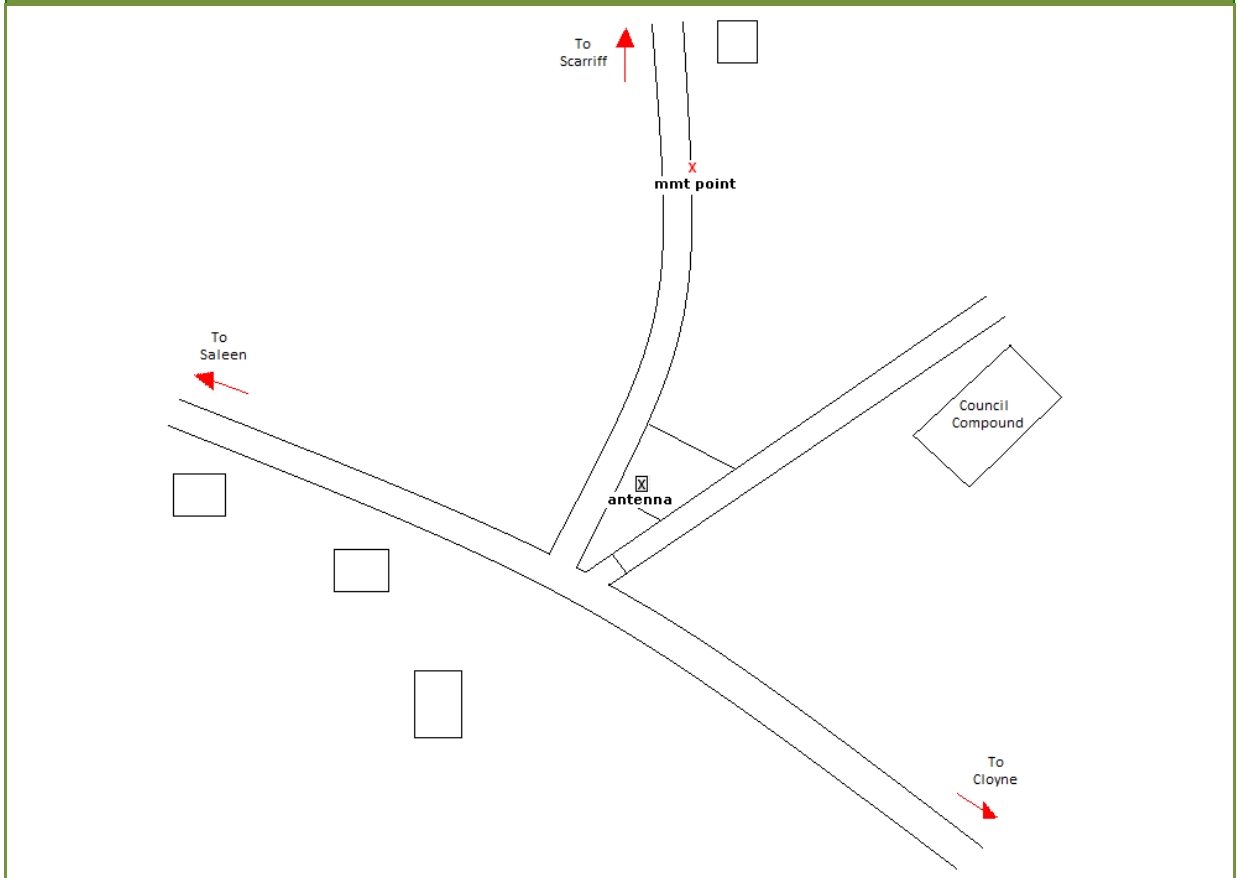 To
Scarriff
X
mmt point
To
Saleen
Council
Compound
X
antenna
To
Cloyne